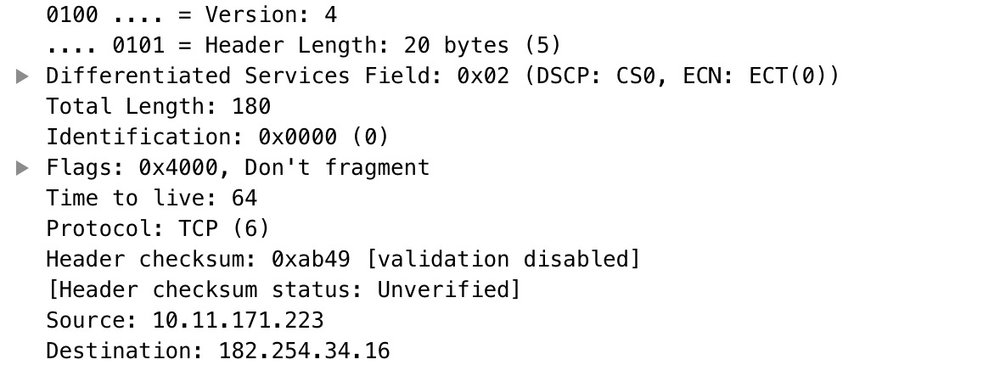 0100 .... = Version: 4
.... 0101 = Header Length: 20 bytes (5)
Differentiated Services Field: 0x02 (DSCP: CS0, ECN: ECT(0))
Total Length: 180
Identification: 0x0000 (0)
Flags: 0x4000, Don't fragment
Time to live: 64
Protocol: TCP (6)
Header checksum: 0xab49 [validation disabled]
[Header checksum status: Unverified]
Source: 10.11.171.223
Destination: 182.254.34.16